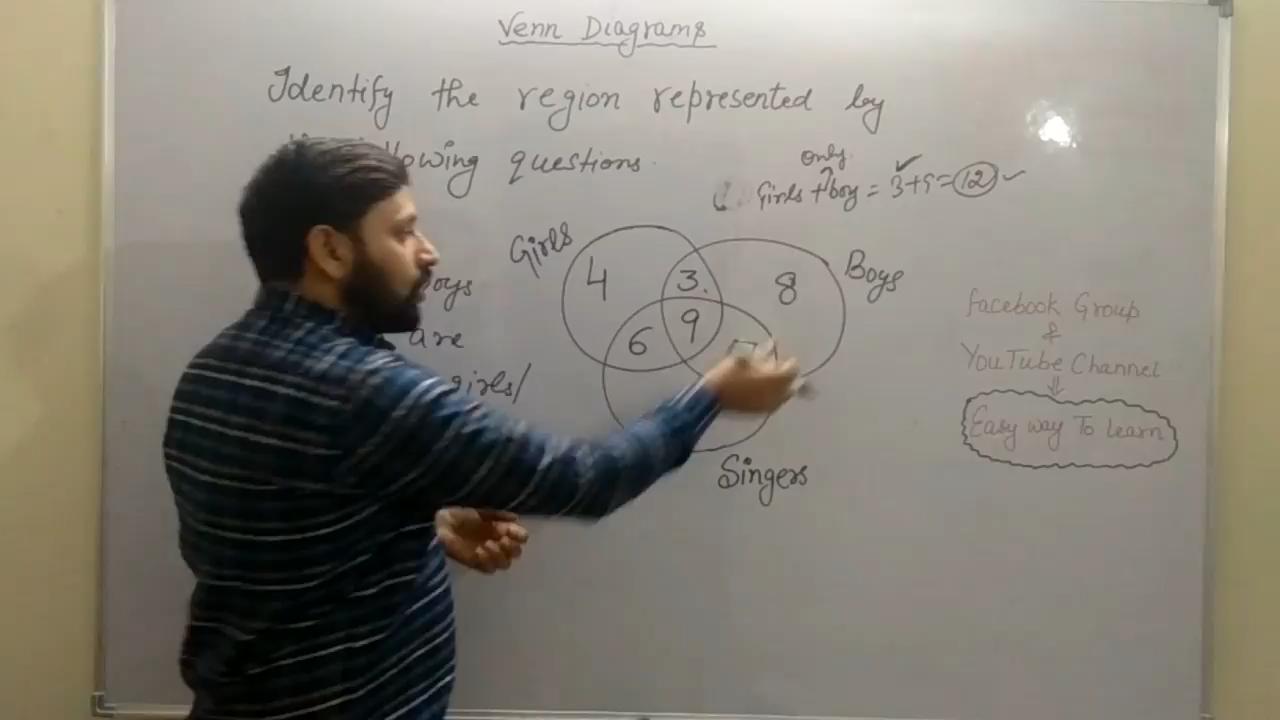 Venn Diagrams
Identify the region represented by
questions.
only
Girls + boy = 3+9 = 12 ✓
Girls
Boys
4
3.
8
6
9
are
girls/
Singers
Facebook Group
&
YouTube Channel
Easy way To Learn